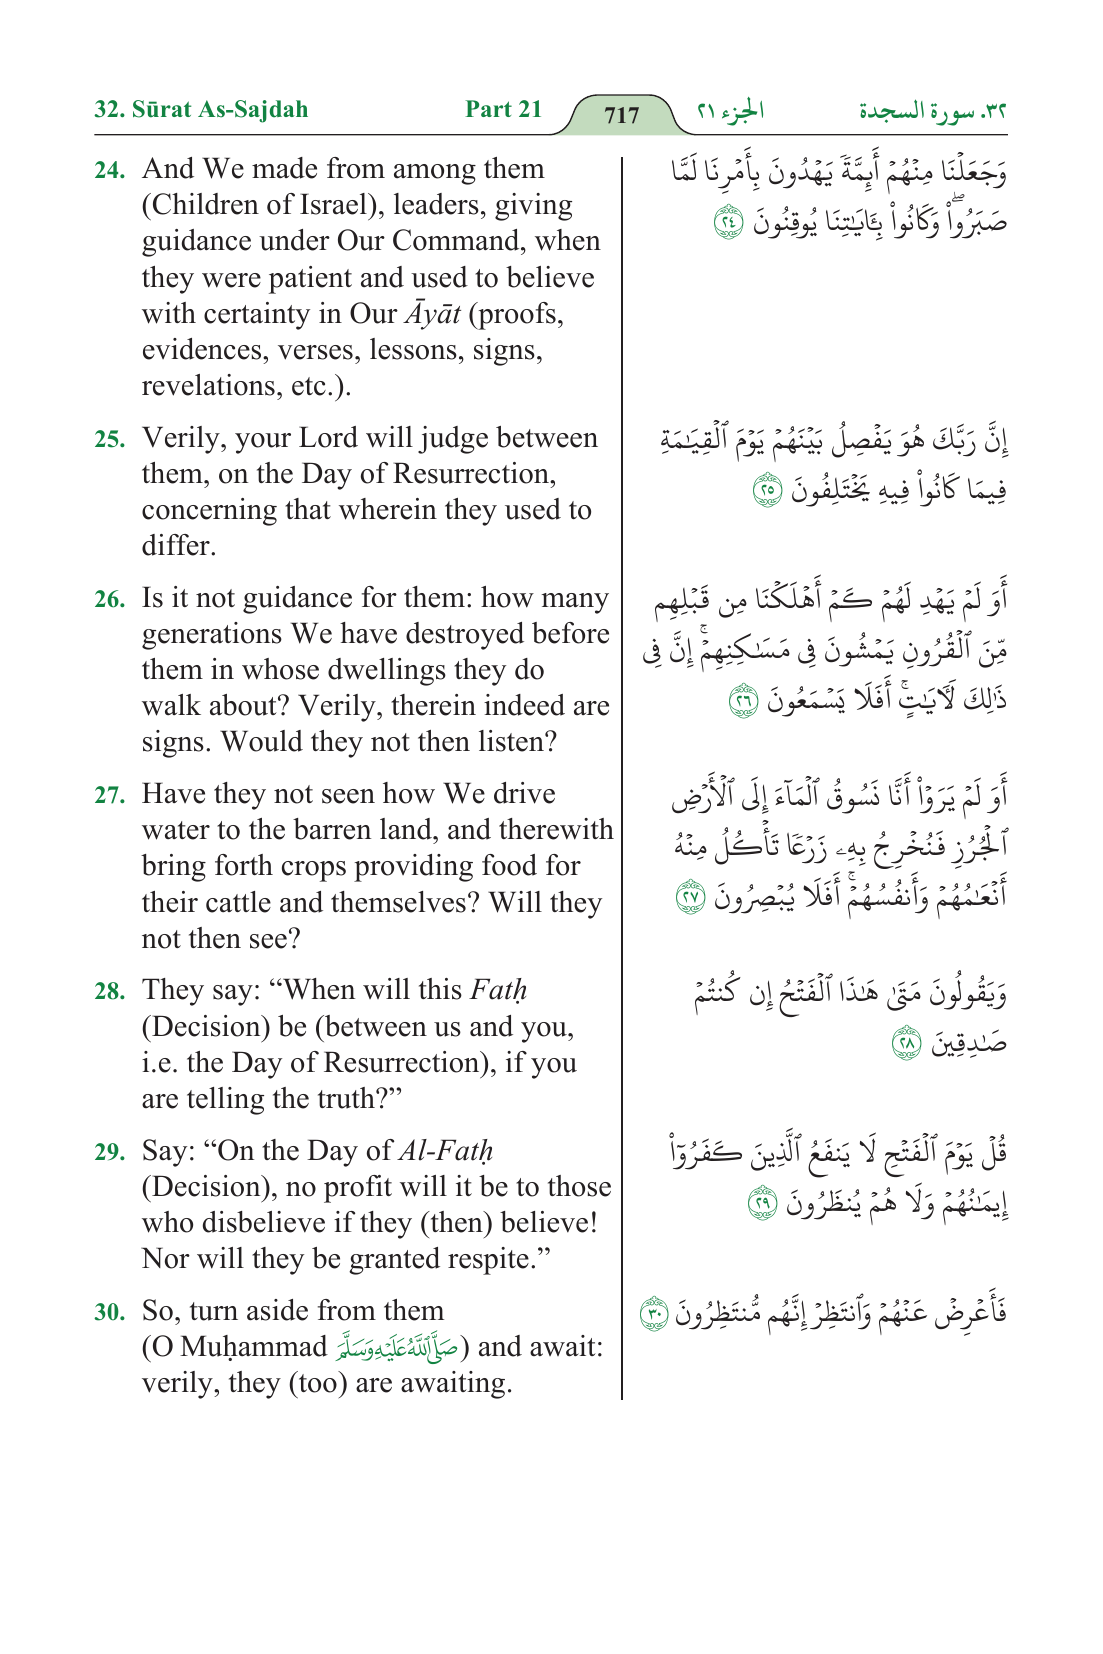 32. Sūrat As-Sajdah Part 21 717 الجزء ٢١ ٣٢. سورة السجدة
24. And We made from among them
(Children of Israel), leaders, giving
guidance under Our Command, when
they were patient and used to believe
with certainty in Our Āyāt (proofs,
evidences, verses, lessons, signs,
revelations, etc.).
وَجَعَلْنَا مِنْهُمْ أَئِمَّةً يَهْدُونَ بِأَمْرِنَا لَمَّا
صَبَرُوا۟ ۖ وَكَانُوا۟ بِـَٔايَـٰتِنَا يُوقِنُونَ ٢٤
25. Verily, your Lord will judge between
them, on the Day of Resurrection,
concerning that wherein they used to
differ.
إِنَّ رَبَّكَ هُوَ يَفْصِلُ بَيْنَهُمْ يَوْمَ ٱلْقِيَـٰمَةِ
فِيمَا كَانُوا۟ فِيهِ يَخْتَلِفُونَ ٢٥
26. Is it not guidance for them: how many
generations We have destroyed before
them in whose dwellings they do
walk about? Verily, therein indeed are
signs. Would they not then listen?
أَوَ لَمْ يَهْدِ لَهُمْ كَمْ أَهْلَكْنَا مِن قَبْلِهِم
مِّنَ ٱلْقُرُونِ يَمْشُونَ فِى مَسَـٰكِنِهِمْ ۚ إِنَّ فِى
ذَٰلِكَ لَـَٔايَـٰتٍ ۚ أَفَلَا يَسْمَعُونَ ٢٦
27. Have they not seen how We drive
water to the barren land, and therewith
bring forth crops providing food for
their cattle and themselves? Will they
not then see?
أَوَ لَمْ يَرَوْا۟ أَنَّا نَسُوقُ ٱلْمَآءَ إِلَى ٱلْأَرْضِ
ٱلْجُرُزِ فَنُخْرِجُ بِهِۦ زَرْعًا تَأْكُلُ مِنْهُ
أَنْعَـٰمُهُمْ وَأَنفُسُهُمْ ۚ أَفَلَا يُبْصِرُونَ ٢٧
28. They say: “When will this Fatḥ
(Decision) be (between us and you,
i.e. the Day of Resurrection), if you
are telling the truth?”
وَيَقُولُونَ مَتَىٰ هَـٰذَا ٱلْفَتْحُ إِن كُنتُمْ
صَـٰدِقِينَ ٢٨
29. Say: “On the Day of Al-Fatḥ
(Decision), no profit will it be to those
who disbelieve if they (then) believe!
Nor will they be granted respite.”
قُلْ يَوْمَ ٱلْفَتْحِ لَا يَنفَعُ ٱلَّذِينَ كَفَرُوٓا۟
إِيمَـٰنُهُمْ وَلَا هُمْ يُنظَرُونَ ٢٩
30. So, turn aside from them
(O Muḥammad صَلَّى ٱللَّهُ عَلَيْهِ وَسَلَّمَ) and await:
verily, they (too) are awaiting.
فَأَعْرِضْ عَنْهُمْ وَٱنتَظِرْ إِنَّهُم مُّنتَظِرُونَ ٣٠